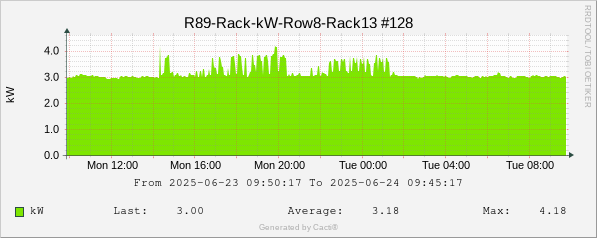 R89-Rack-kW-Row8-Rack13 #128
RRDTOOL / TOBI OETIKER
kW
4.0
3.0
2.0
1.0
0.0
Mon 12:00 Mon 16:00 Mon 20:00 Tue 00:00 Tue 04:00 Tue 08:00
From 2025-06-23 09:50:17 To 2025-06-24 09:45:17
kW Last: 3.00 Average: 3.18 Max: 4.18
Generated by Cacti®